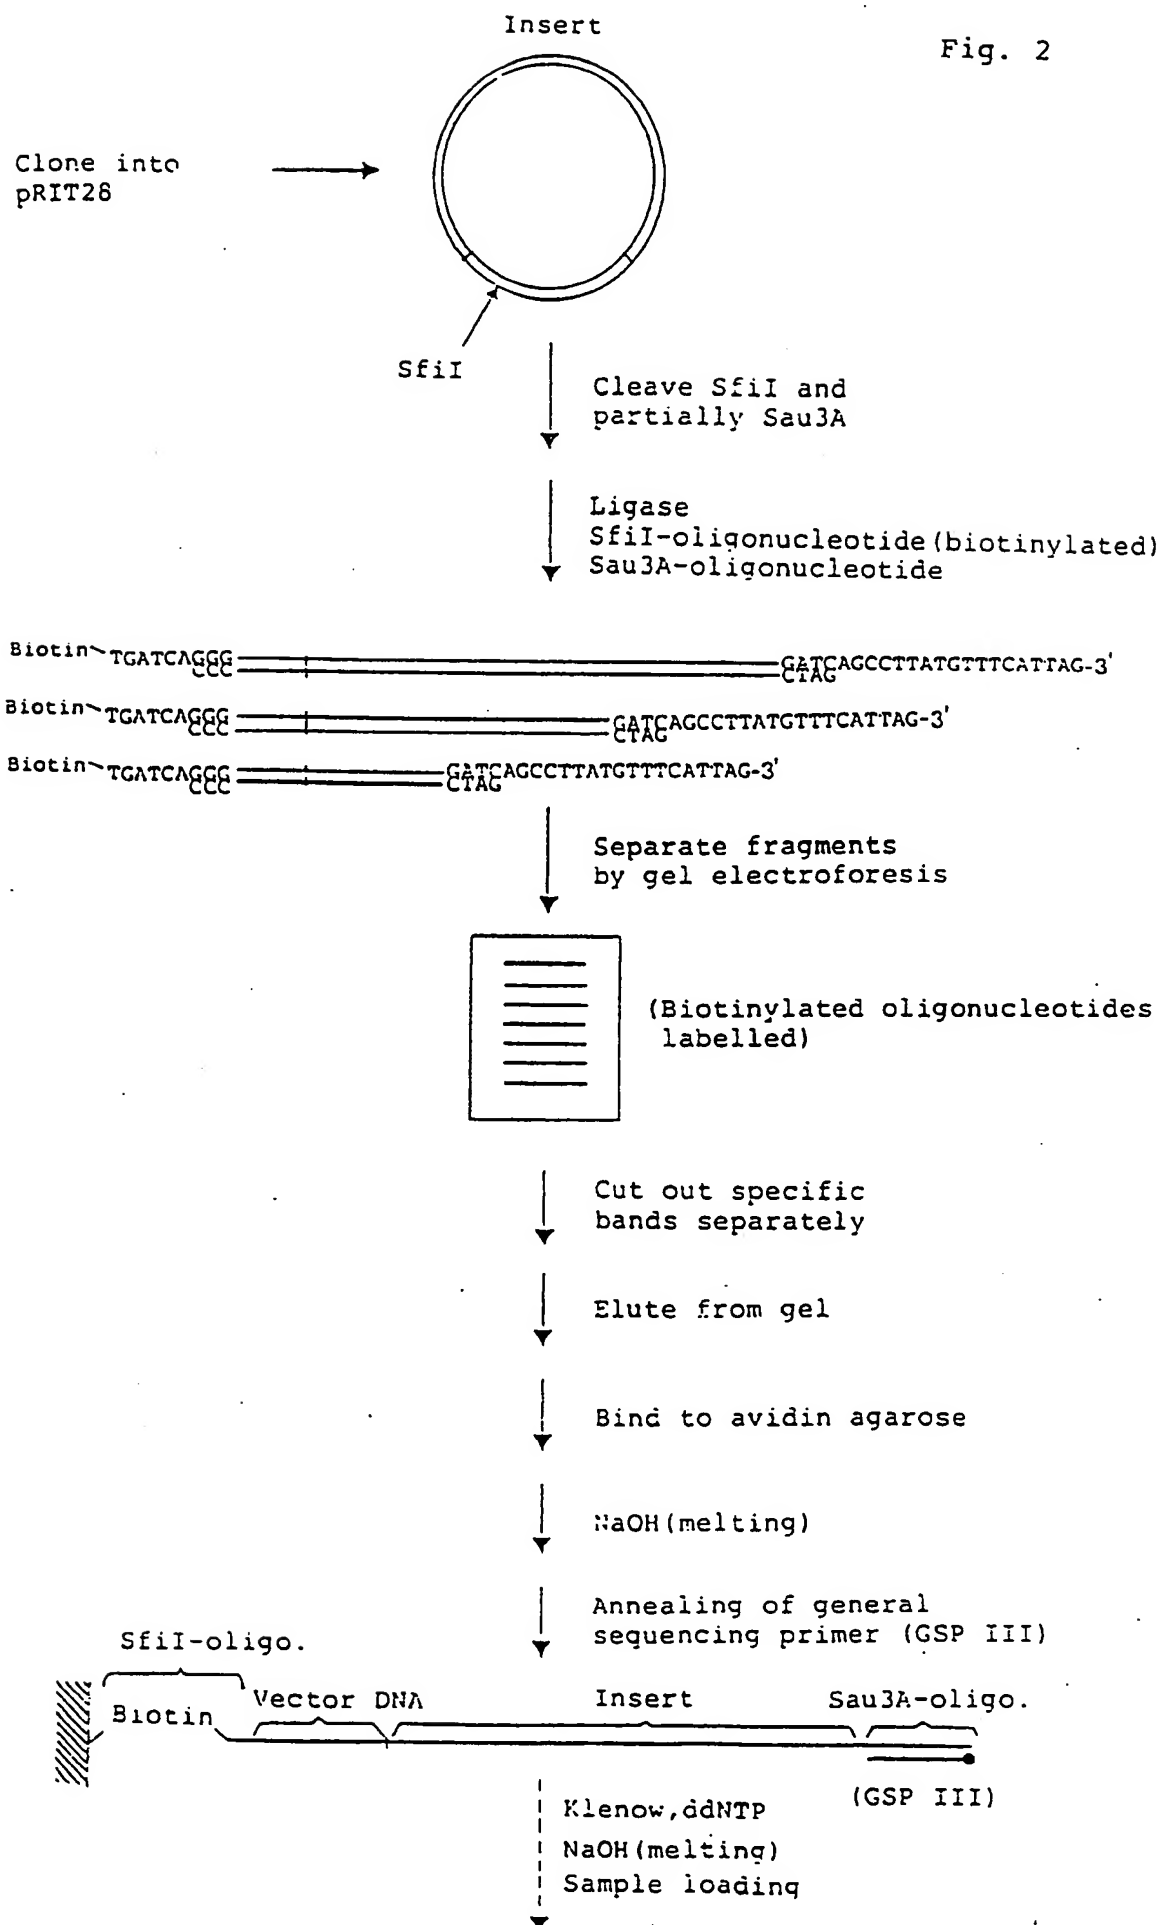 Insert
Fig. 2
Clone into
pRIT28
SfiI
Cleave SfiI and
partially Sau3A
Ligase
SfiI-oligonucleotide (biotinylated)
Sau3A-oligonucleotide
Biotin TGATCAGGG GATCAGCCTTATGTTTCATTAG-3'
CCC CTAG
Biotin TGATCAGGG GATCAGCCTTATGTTTCATTAG-3'
CCC CTAG
Biotin TGATCAGGG GATCAGCCTTATGTTTCATTAG-3'
CCC CTAG
Separate fragments
by gel electroforesis
(Biotinylated oligonucleotides
labelled)
Cut out specific
bands separately
Elute from gel
Bind to avidin agarose
NaOH (melting)
Annealing of general
sequencing primer (GSP III)
SfiI-oligo.
Biotin Vector DNA Insert Sau3A-oligo.
(GSP III)
Klenow, ddNTP
NaOH (melting)
Sample loading